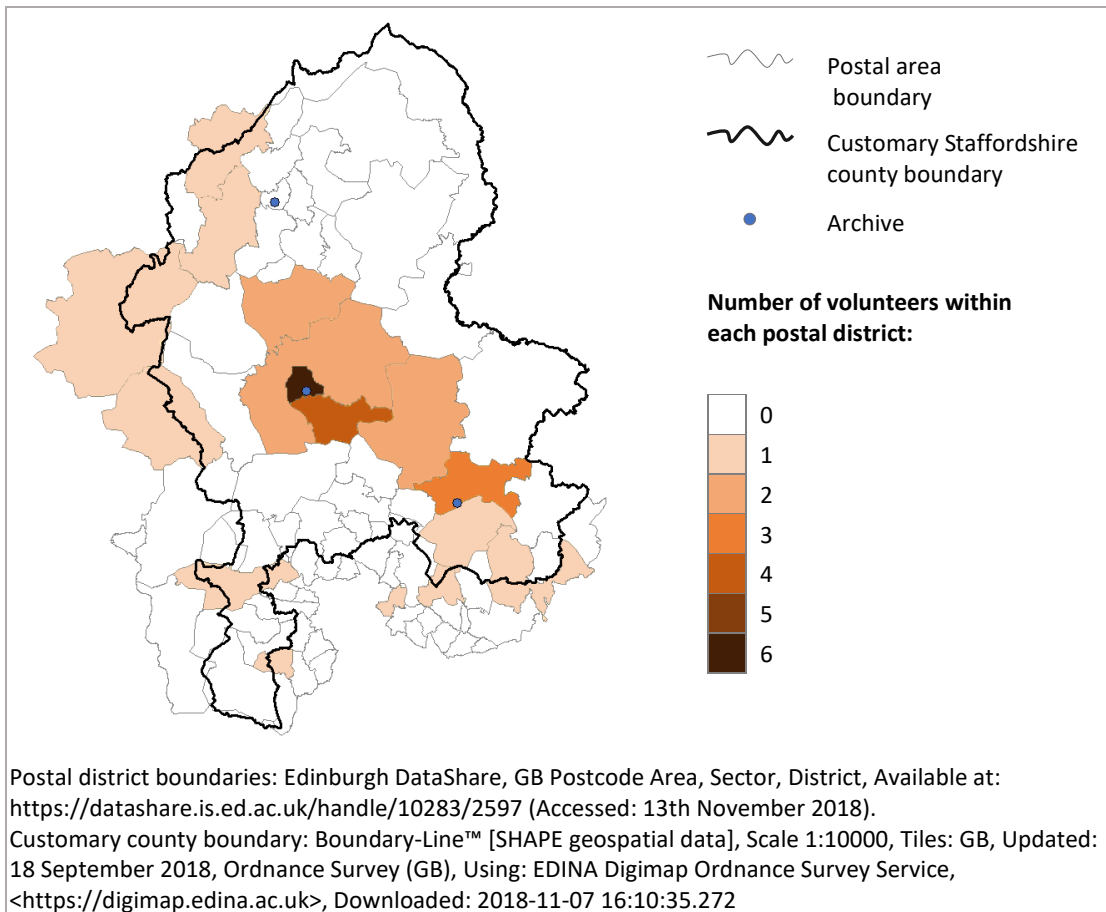 Postal area
boundary
Customary Staffordshire
county boundary
Archive
Number of volunteers within
each postal district:
0
1
2
3
4
5
6
Postal district boundaries: Edinburgh DataShare, GB Postcode Area, Sector, District, Available at:
https://datashare.is.ed.ac.uk/handle/10283/2597 (Accessed: 13th November 2018).
Customary county boundary: Boundary-Line™ [SHAPE geospatial data], Scale 1:10000, Tiles: GB, Updated:
18 September 2018, Ordnance Survey (GB), Using: EDINA Digimap Ordnance Survey Service,
<https://digimap.edina.ac.uk>, Downloaded: 2018-11-07 16:10:35.272